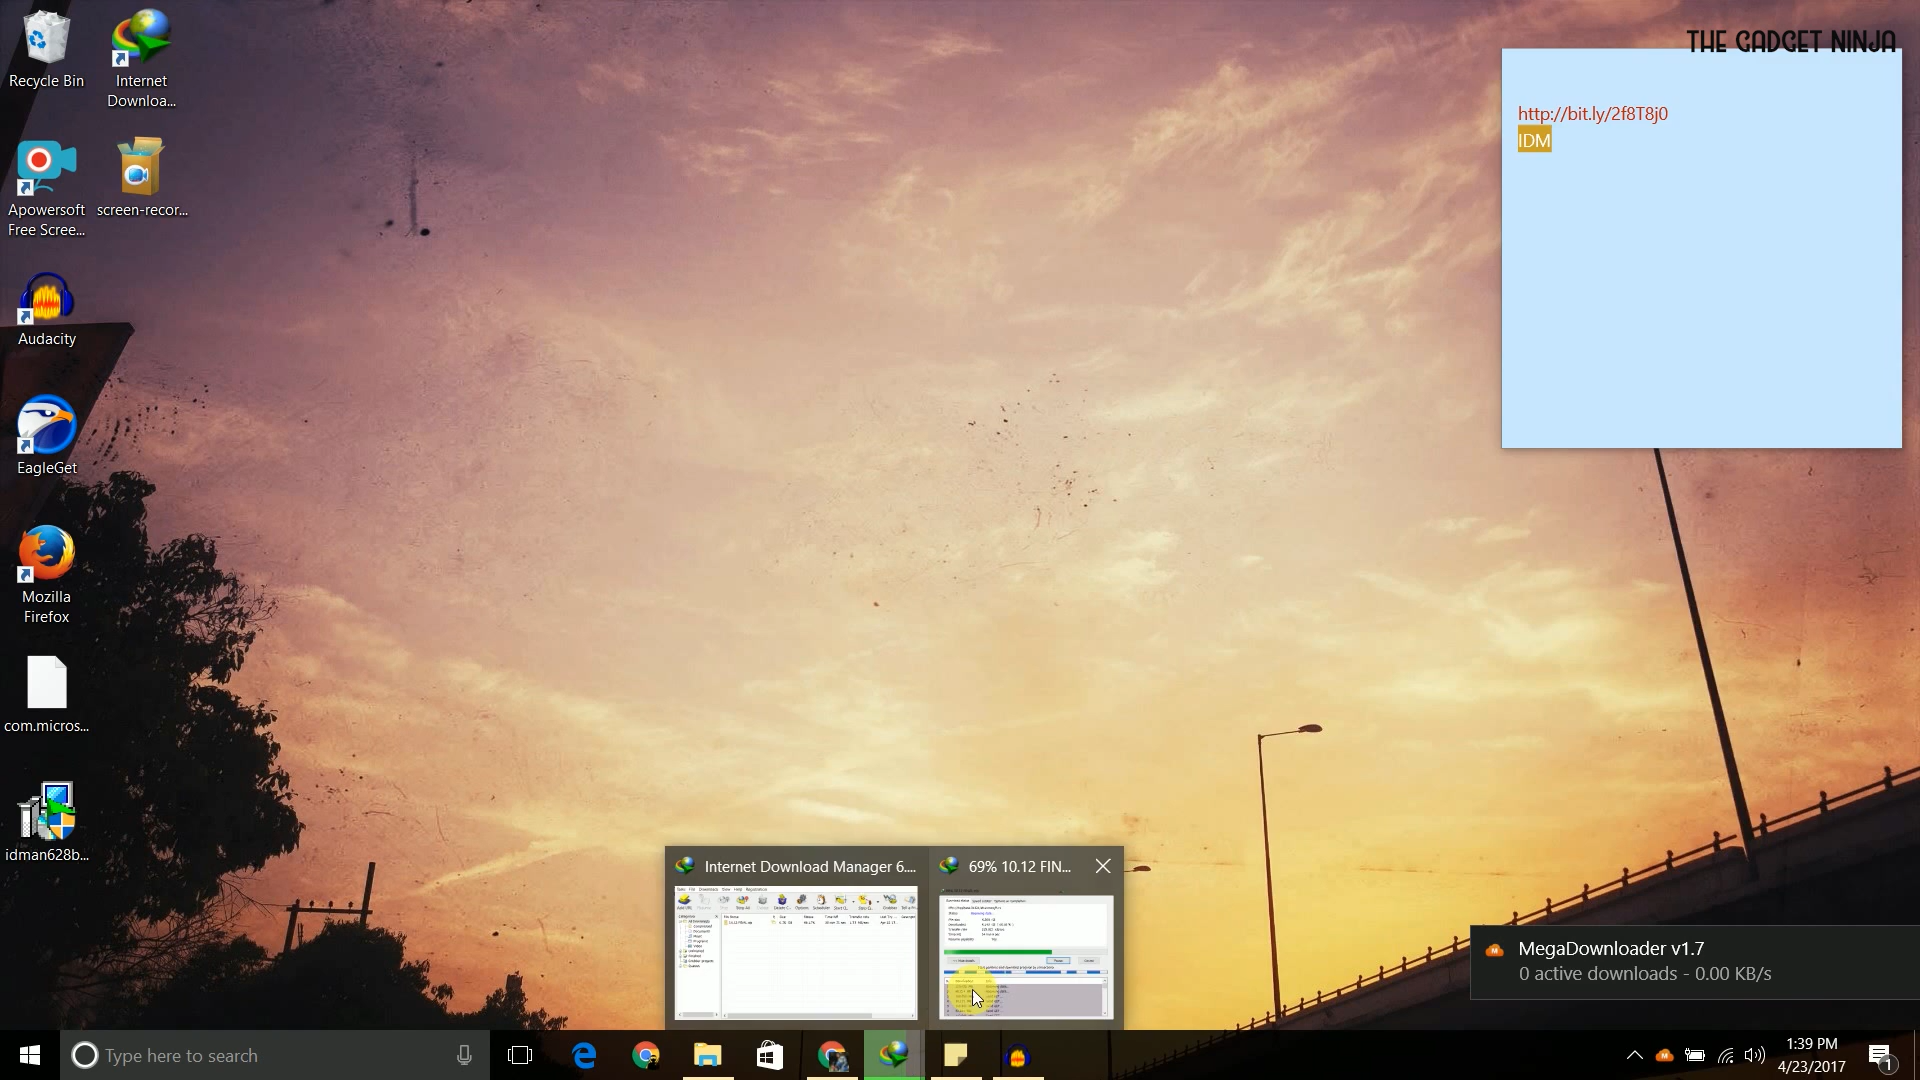 THE GADGET NINJA
Recycle Bin
Internet
Downloa...
Apowersoft
Free Scree...
screen-recor...
Audacity
EagleGet
Mozilla
Firefox
com.micros...
idman628b...
http://bit.ly/2f8T8j0
IDM
Internet Download Manager 6....
69% 10.12 FIN...
MegaDownloader v1.7
0 active downloads - 0.00 KB/s
Type here to search
1:39 PM
4/23/2017
1